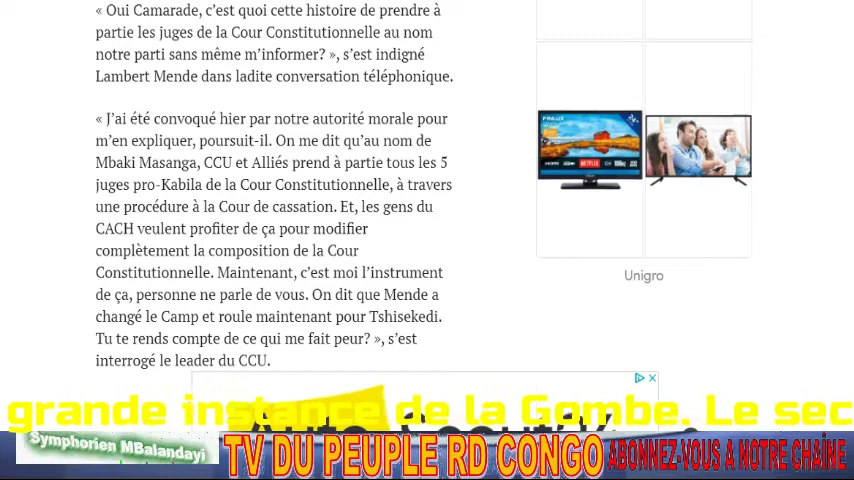 « Oui Camarade, c’est quoi cette histoire de prendre à
partie les juges de la Cour Constitutionnelle au nom
notre parti sans même m’informer? », s’est indigné
Lambert Mende dans ladite conversation téléphonique.
« J’ai été convoqué hier par notre autorité morale pour
m’en expliquer, poursuit-il. On me dit qu’au nom de
Mbaki Masanga, CCU et Alliés prend à partie tous les 5
juges pro-Kabila de la Cour Constitutionnelle, à travers
une procédure à la Cour de cassation. Et, les gens du
CACH veulent profiter de ça pour modifier
complètement la composition de la Cour
Constitutionnelle. Maintenant, c’est moi l’instrument
de ça, personne ne parle de vous. On dit que Mende a
changé le Camp et roule maintenant pour Tshisekedi.
Tu te rends compte de ce qui me fait peur? », s’est
interrogé le leader du CCU.
FINLUX
24"
HDMI
NETFLIX
Unigro
grande instance de la Gombe. Le sec
Symphorien MBalandayi
TV DU PEUPLE RD CONGO
ABONNEZ-VOUS A NOTRE CHAÎNE